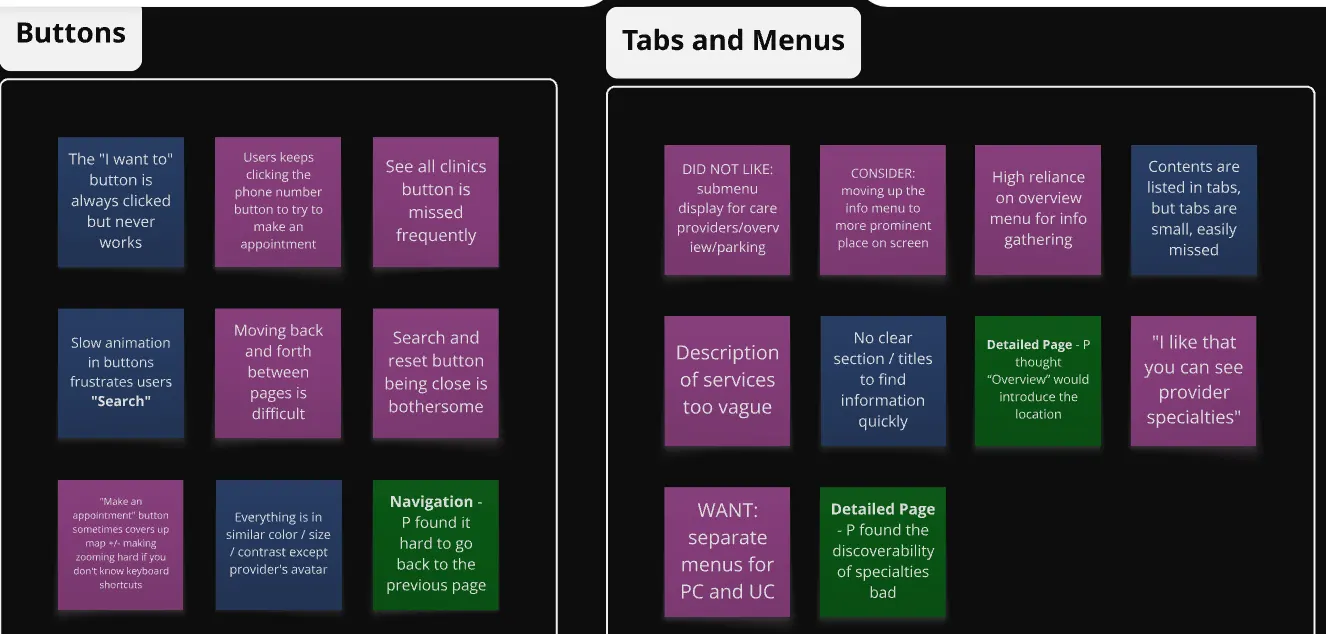 Buttons
The "I want to"
button is
always clicked
but never
works
Users keeps
clicking the
phone number
button to try to
make an
appointment
See all clinics
button is
missed
frequently
Slow animation
in buttons
frustrates users
"Search"
Moving back
and forth
between
pages is
difficult
Search and
reset button
being close is
bothersome
"Make an
appointment" button
sometimes covers up
map +/- making
zooming hard if you
don't know keyboard
shortcuts
Everything is in
similar color / size
/ contrast except
provider's avatar
Navigation -
P found it
hard to go
back to the
previous page
Tabs and Menus
DID NOT LIKE:
submenu
display for care
providers/overv
iew/parking
CONSIDER:
moving up the
info menu to
more prominent
place on screen
High reliance
on overview
menu for info
gathering
Contents are
listed in tabs,
but tabs are
small, easily
missed
Description
of services
too vague
No clear
section / titles
to find
information
quickly
Detailed Page - P
thought
“Overview” would
introduce the
location
"I like that
you can see
provider
specialties"
WANT:
separate
menus for
PC and UC
Detailed Page
- P found the
discoverability
of specialties
bad